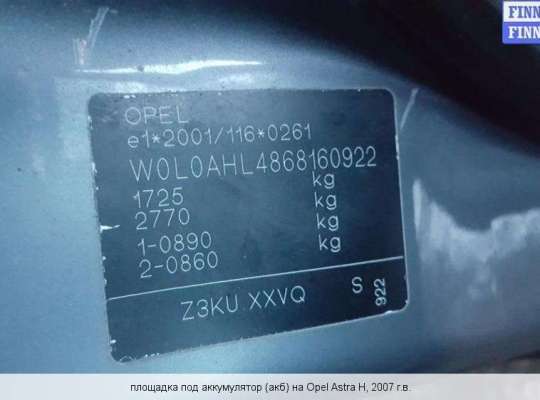 FINN
FINN
OPEL
e1*2001/116*0261
W0L0AHL4868160922
1725 kg
2770 kg
1-0890 kg
2-0860 kg
Z3KU XXVQ S 922
площадка под аккумулятор (акб) на Opel Astra H, 2007 г.в.